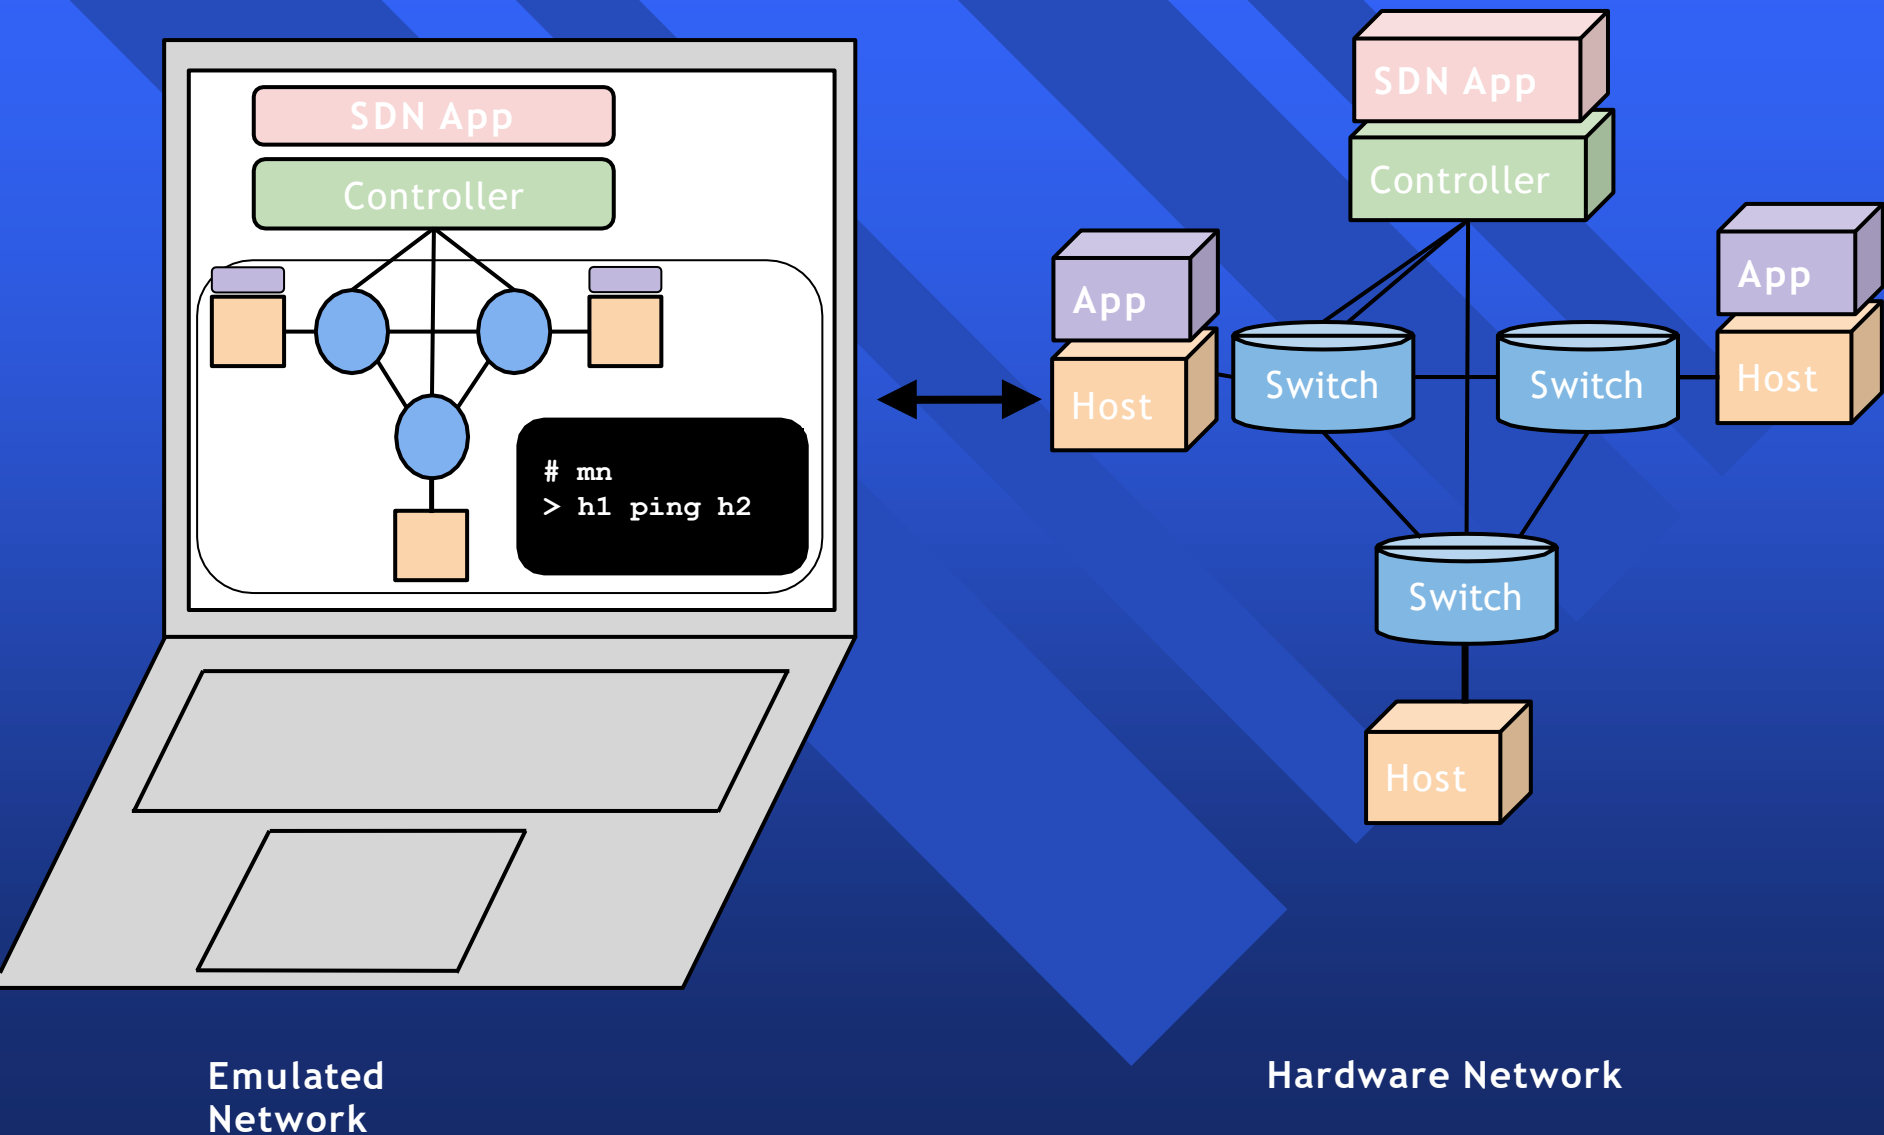 SDN App
Controller
# mn
> h1 ping h2
SDN App
Controller
App
Host
Switch
Switch
App
Host
Switch
Host
Emulated
Network
Hardware Network